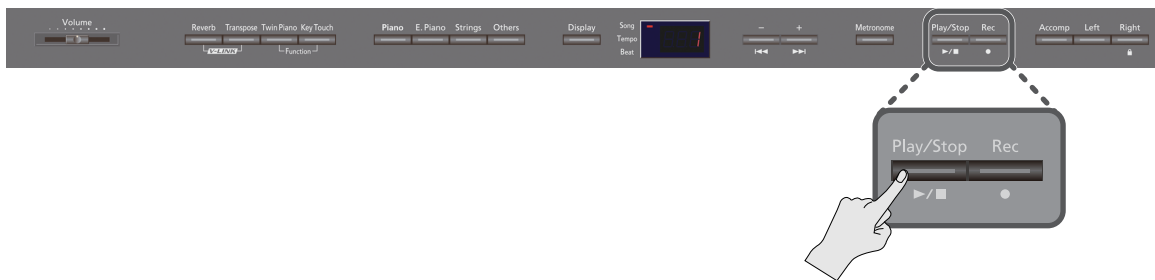 Volume
Reverb Transpose Twin Piano Key Touch
V-LINK
Function
Piano E. Piano Strings Others
Display
Song
Tempo
Beat
1
− +
Metronome
Play/Stop Rec
Accomp Left Right
Play/Stop Rec